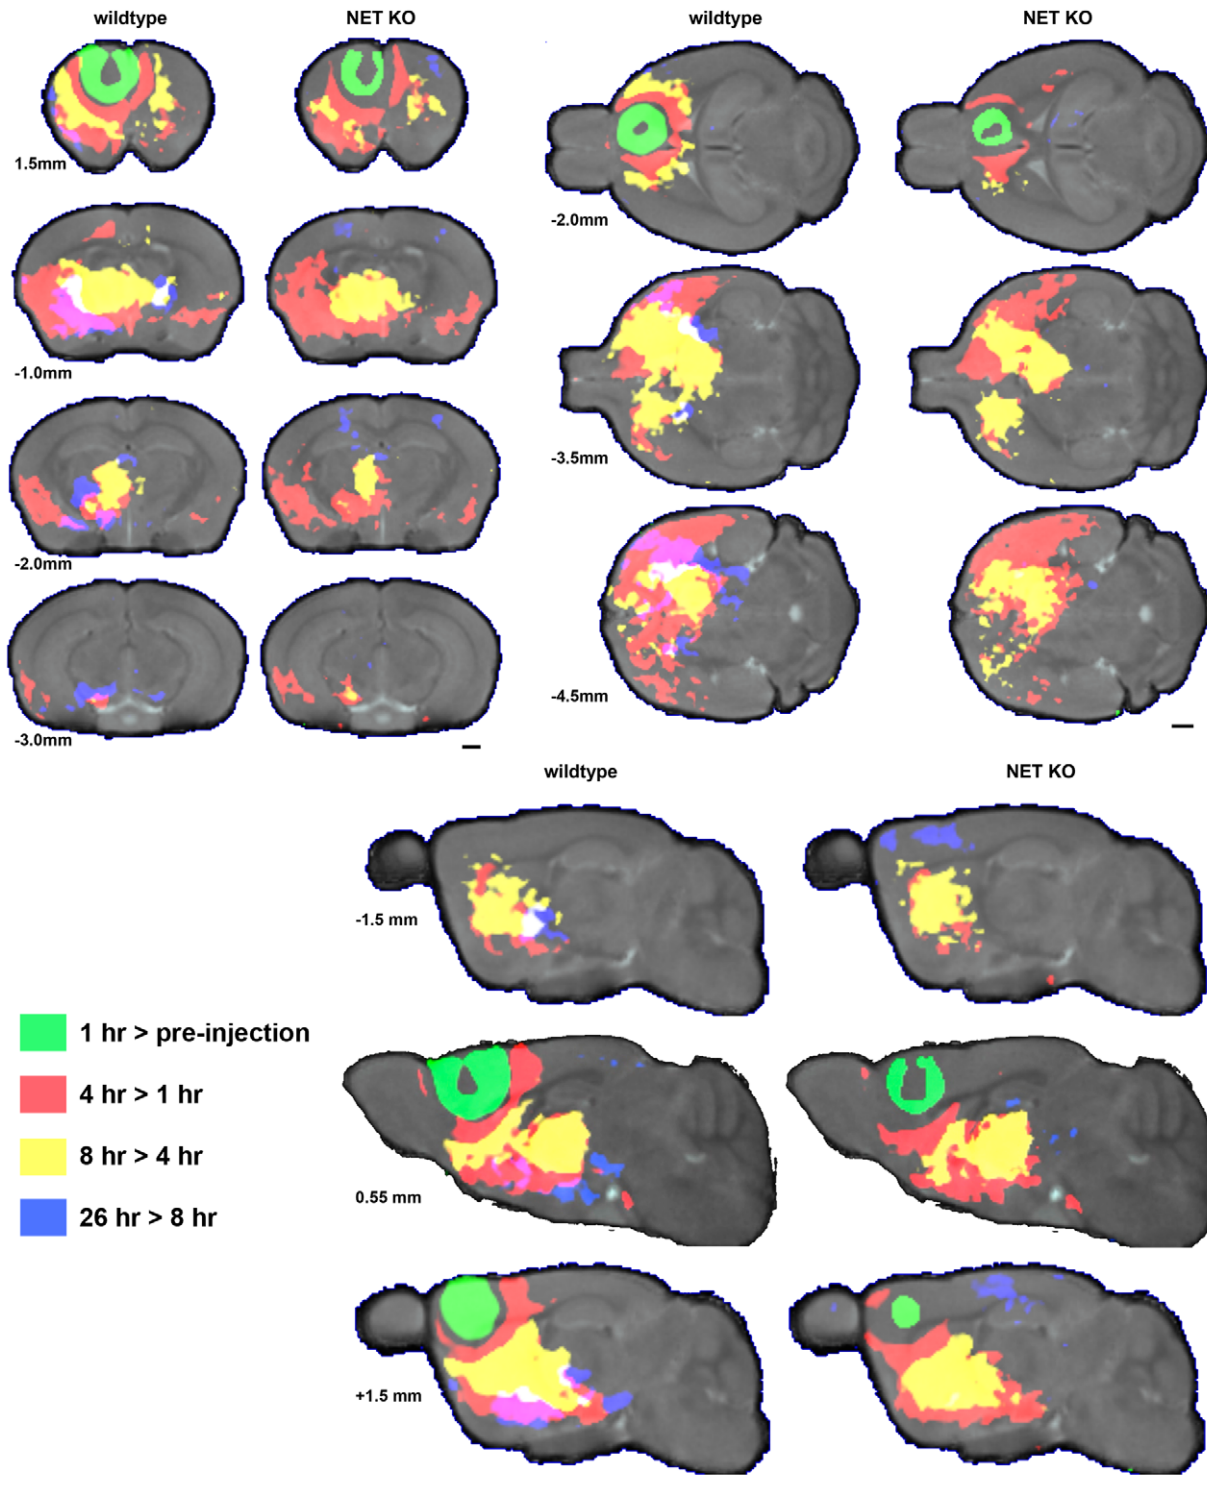 wildtype
NET KO
wildtype
NET KO
1.5mm
-2.0mm
-1.0mm
-3.5mm
-2.0mm
-4.5mm
-3.0mm
wildtype
NET KO
-1.5 mm
1 hr > pre-injection
4 hr > 1 hr
8 hr > 4 hr
0.55 mm
26 hr > 8 hr
+1.5 mm